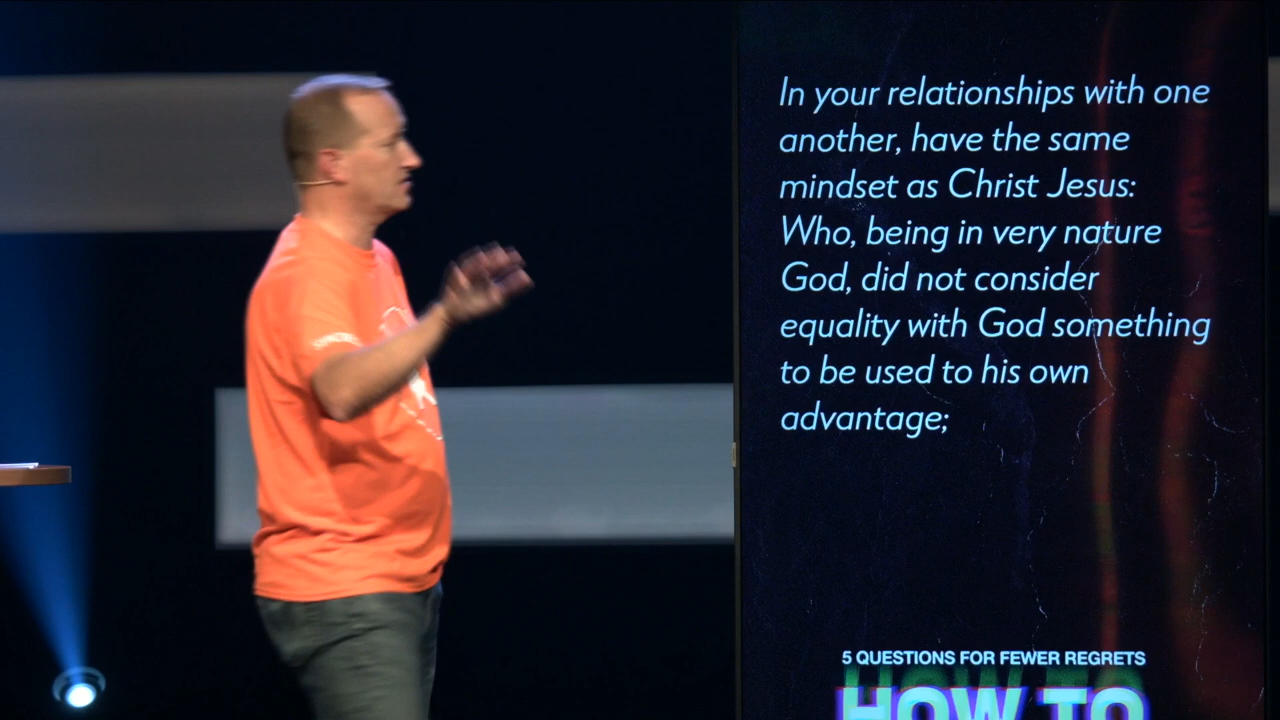 In your relationships with one
another, have the same
mindset as Christ Jesus:
Who, being in very nature
God, did not consider
equality with God something
to be used to his own
advantage;
5 QUESTIONS FOR FEWER REGRETS
HOW TO